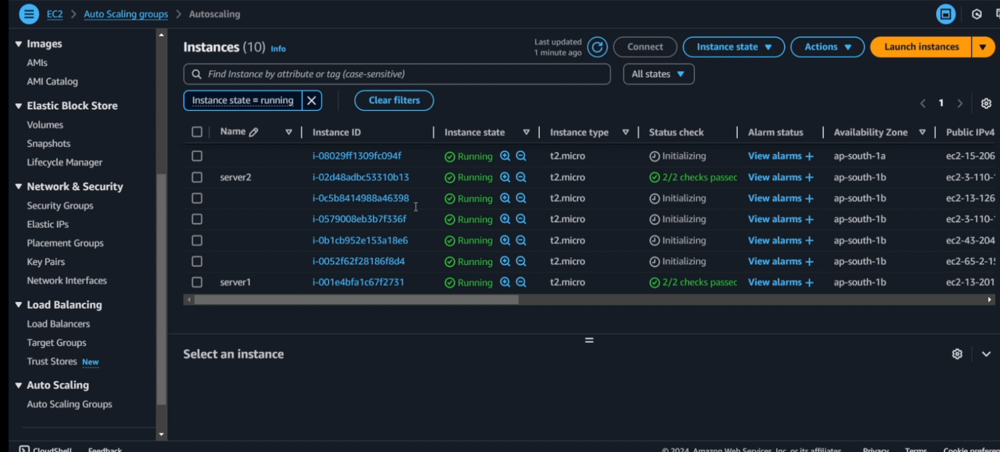 EC2 > Auto Scaling groups > Autoscaling
Images
AMIs
AMI Catalog
Elastic Block Store
Volumes
Snapshots
Lifecycle Manager
Network & Security
Security Groups
Elastic IPs
Placement Groups
Key Pairs
Network Interfaces
Load Balancing
Load Balancers
Target Groups
Trust Stores New
Auto Scaling
Auto Scaling Groups
Instances (10) Info
Last updated
1 minute ago
Connect
Instance state
Actions
Launch instances
Find Instance by attribute or tag (case-sensitive)
All states
Instance state = running
Clear filters
1
Name Instance ID Instance state Instance type Status check Alarm status Availability Zone Public IPv4
i-08029ff1309fc094f Running t2.micro Initializing View alarms + ap-south-1a ec2-15-206
server2 i-02d48adbc53310b13 Running t2.micro 2/2 checks passed View alarms + ap-south-1b ec2-3-110-
i-0c5b8414988a46398 Running t2.micro Initializing View alarms + ap-south-1b ec2-13-126
i-0579008eb3b7f336f Running t2.micro Initializing View alarms + ap-south-1b ec2-3-110-
i-0b1cb952e153a18e6 Running t2.micro Initializing View alarms + ap-south-1b ec2-43-204
i-0052f62f28186f8d4 Running t2.micro Initializing View alarms + ap-south-1b ec2-65-2-1
server1 i-001e4bfa1c67f2731 Running t2.micro 2/2 checks passed View alarms + ap-south-1b ec2-13-201
Select an instance
CloudShell Feedback © 2024, Amazon Web Services, Inc. or its affiliates. Privacy Terms Cookie preferen